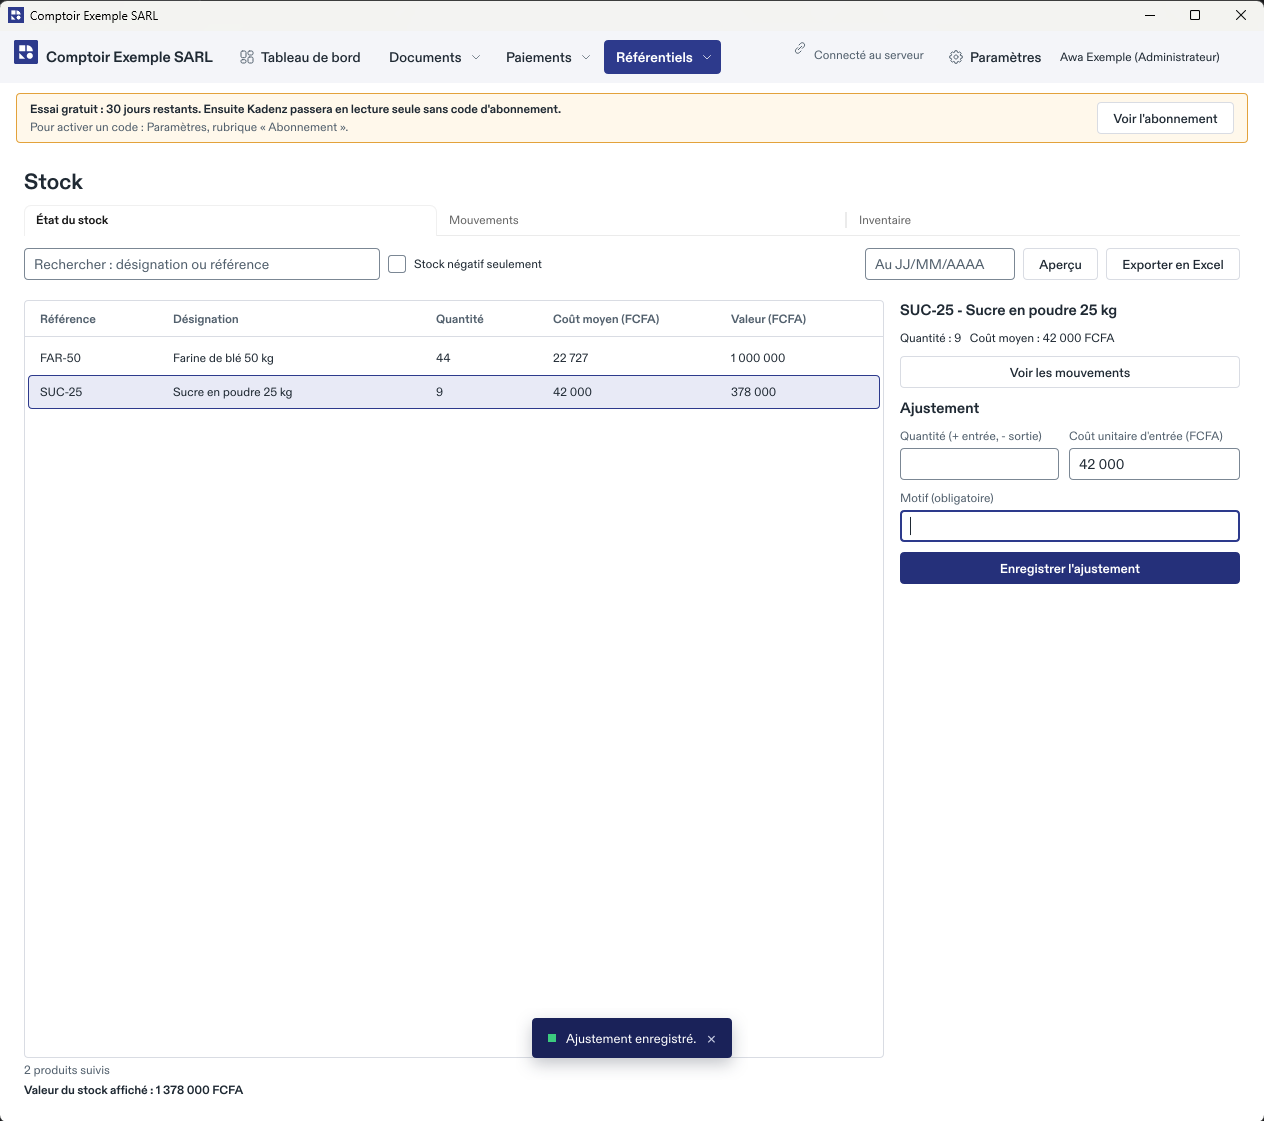 Comptoir Exemple SARL
Comptoir Exemple SARL
Tableau de bord
Documents
Paiements
Référentiels
Connecté au serveur
Paramètres
Awa Exemple (Administrateur)
Essai gratuit : 30 jours restants. Ensuite Kadenz passera en lecture seule sans code d'abonnement.
Pour activer un code : Paramètres, rubrique « Abonnement ».
Voir l'abonnement
Stock
État du stock
Mouvements
Inventaire
Rechercher : désignation ou référence
Stock négatif seulement
Au JJ/MM/AAAA
Aperçu
Exporter en Excel
Référence Désignation Quantité Coût moyen (FCFA) Valeur (FCFA)
FAR-50 Farine de blé 50 kg 44 22 727 1 000 000
SUC-25 Sucre en poudre 25 kg 9 42 000 378 000
SUC-25 - Sucre en poudre 25 kg
Quantité : 9 Coût moyen : 42 000 FCFA
Voir les mouvements
Ajustement
Quantité (+ entrée, - sortie) Coût unitaire d'entrée (FCFA)
42 000
Motif (obligatoire)
Enregistrer l'ajustement
Ajustement enregistré.
2 produits suivis
Valeur du stock affiché : 1 378 000 FCFA